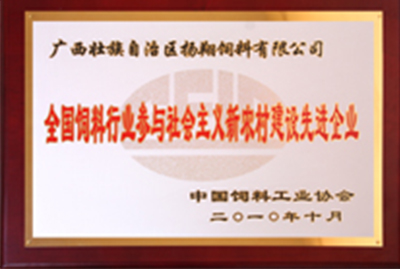 广西壮族自治区扬翔饲料有限公司
全国饲料行业参与社会主义新农村建设先进企业
中国饲料工业协会
二〇一〇年十月